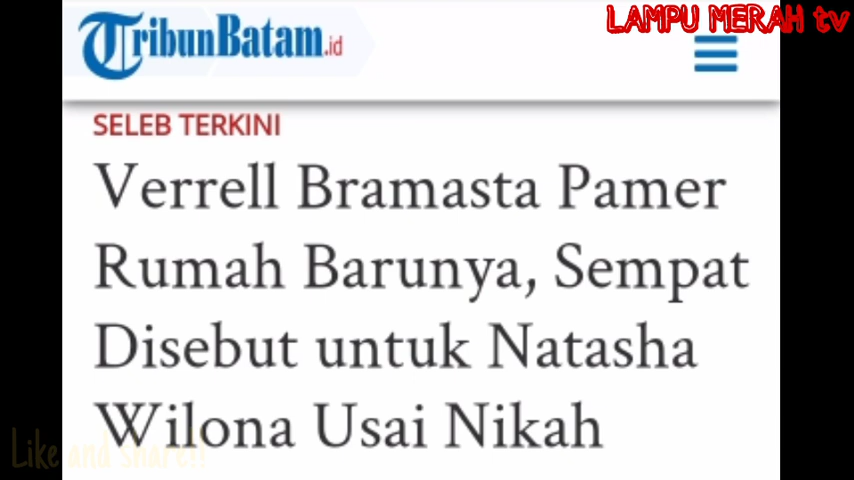 TribunBatam.id
LAMPU MERAH tv
SELEB TERKINI
Verrell Bramasta Pamer
Rumah Barunya, Sempat
Disebut untuk Natasha
Wilona Usai Nikah
Like and share!!